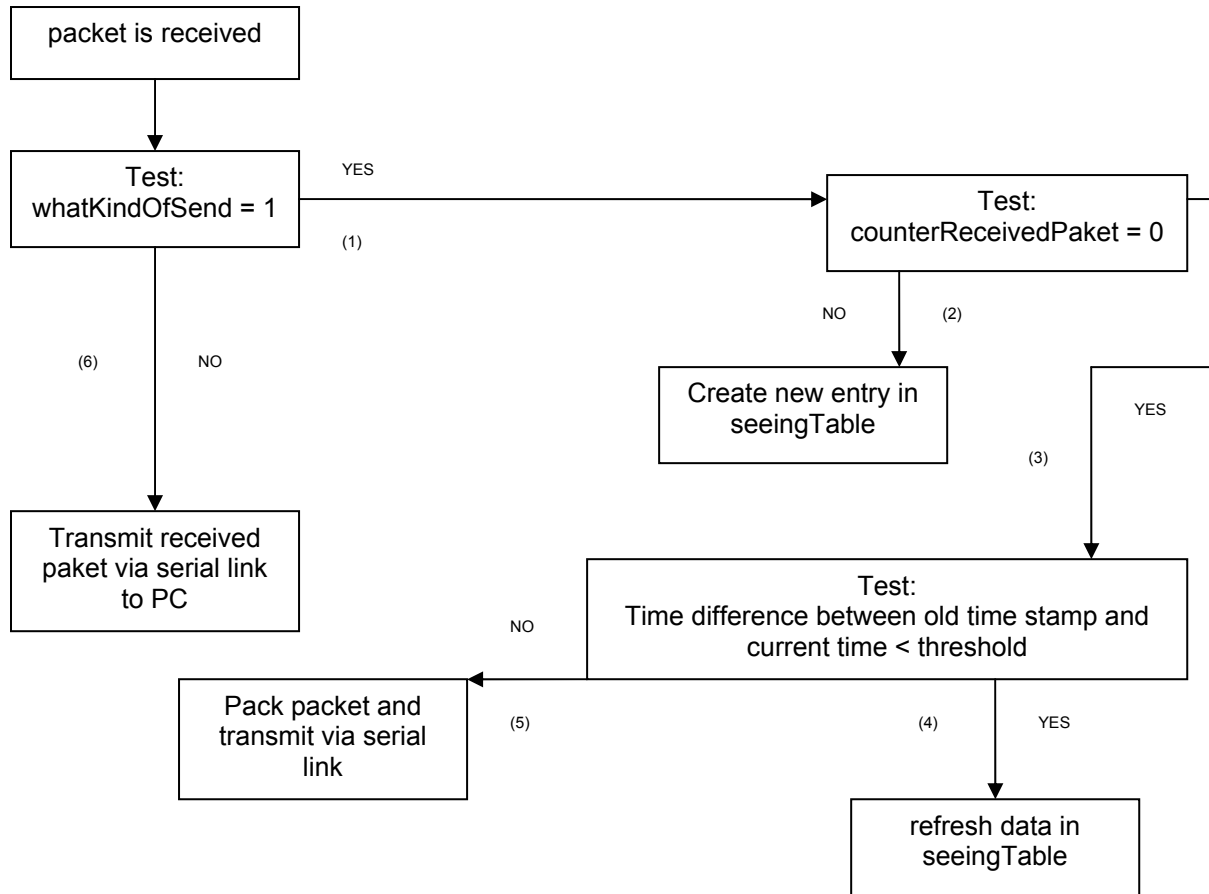 packet is received
Test:
whatKindOfSend = 1
YES
(1)
Test:
counterReceivedPaket = 0
NO
(2)
(6)
NO
Create new entry in
seeingTable
YES
(3)
Transmit received
paket via serial link
to PC
Test:
Time difference between old time stamp and
current time < threshold
NO
Pack packet and
transmit via serial
link
(5)
(4)
YES
refresh data in
seeingTable